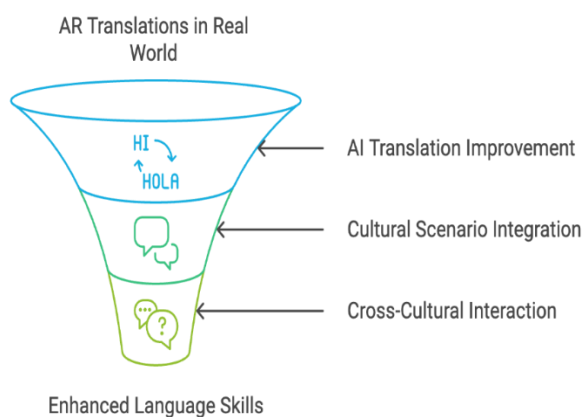 AR Translations in Real
World
HI
HOLA
AI Translation Improvement
Cultural Scenario Integration
?
Cross-Cultural Interaction
Enhanced Language Skills